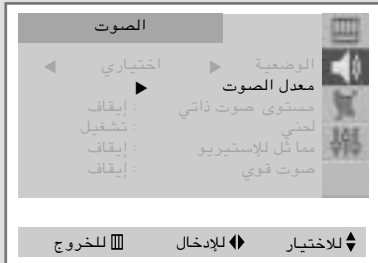 الصوت
الوضعية ◀ اختياري ▶
معدل الصوت ◀
مستوى صوت ذاتي : إيقاف
لحني : تشغيل
مماثل للإستيريو : إيقاف
صوت قوي : إيقاف
للاختيار للإدخال للخروج